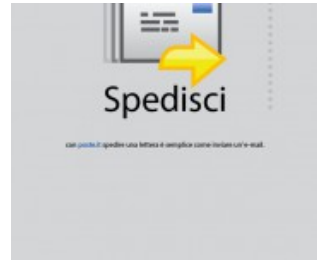 Spedisci
con poste.it spedire una lettera è semplice come inviare un'e-mail.